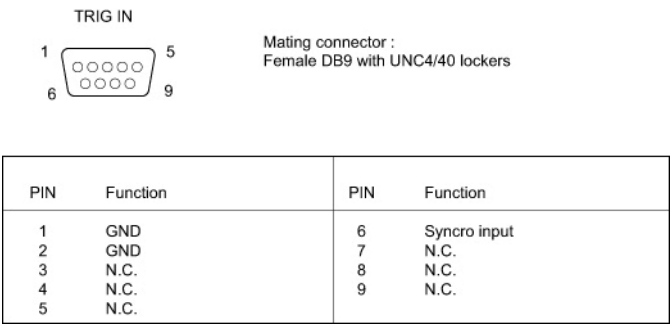 TRIG IN
1 5
6 9
Mating connector :
Female DB9 with UNC4/40 lockers
PIN Function PIN Function
1 GND 6 Syncro input
2 GND 7 N.C.
3 N.C. 8 N.C.
4 N.C. 9 N.C.
5 N.C.